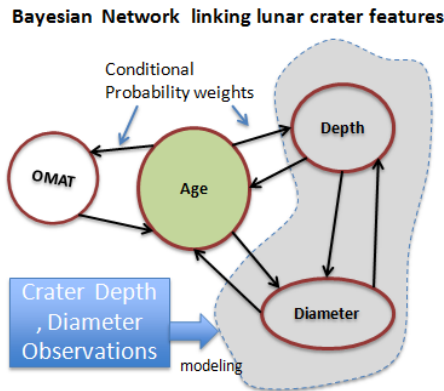 Bayesian Network linking lunar crater features
Conditional
Probability weights
Depth
OMAT
Age
Crater Depth
, Diameter
Observations
Diameter
modeling